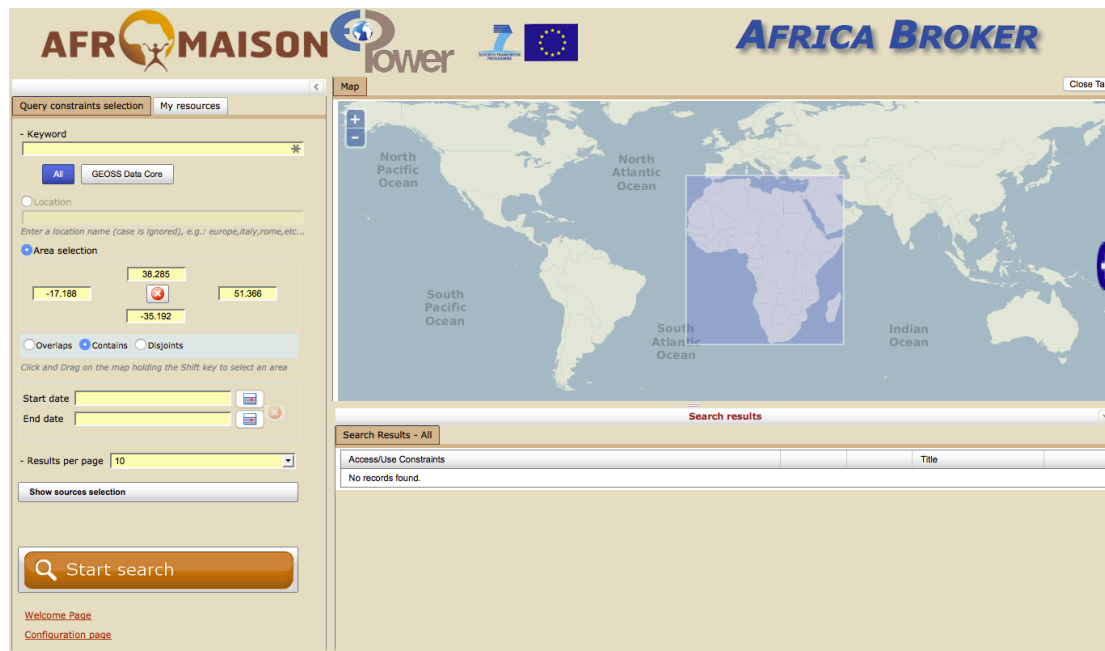 AFROMAISON
EOPower
SEVENTH FRAMEWORK
PROGRAMME
AFRICA BROKER
Query constraints selection
My resources
- Keyword
All
GEOSS Data Core
Location
Enter a location name (case is ignored), e.g.: europe,italy,rome,etc...
Area selection
38.285
-17.188
51.366
-35.192
Overlaps
Contains
Disjoints
Click and Drag on the map holding the Shift key to select an area
Start date
End date
- Results per page
10
Show sources selection
Start search
Welcome Page
Configuration page
Map
Close Ta
+
−
North
Pacific
Ocean
North
Atlantic
Ocean
South
Pacific
Ocean
South
Atlantic
Ocean
Indian
Ocean
Search results
Search Results - All
Access/Use Constraints
Title
No records found.